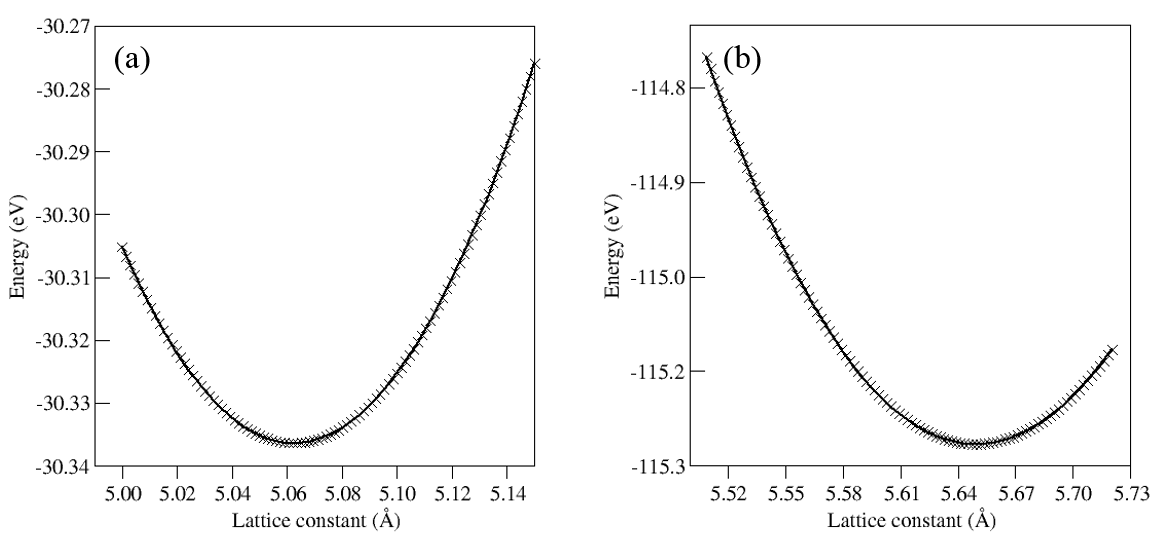 (a)
-30.27
-30.28
-30.29
-30.30
-30.31
-30.32
-30.33
-30.34
Energy (eV)
5.00 5.02 5.04 5.06 5.08 5.10 5.12 5.14
Lattice constant (Å)
(b)
-114.8
-114.9
-115.0
-115.2
-115.3
Energy (eV)
5.52 5.55 5.58 5.61 5.64 5.67 5.70 5.73
Lattice constant (Å)